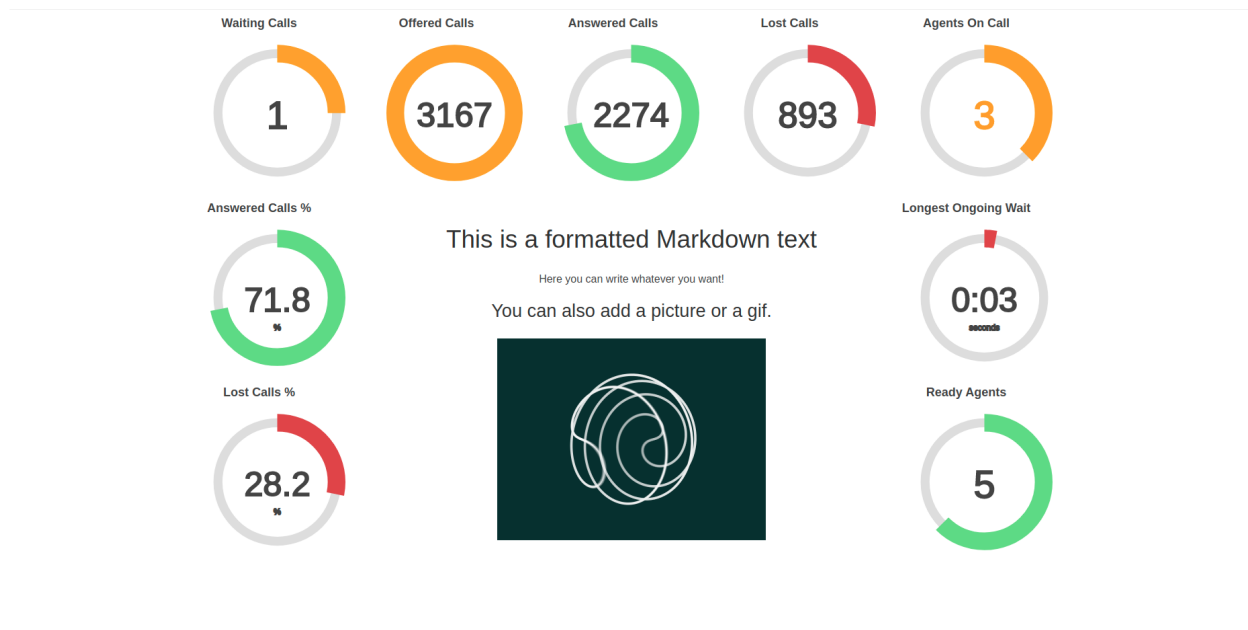 Waiting Calls
Offered Calls
Answered Calls
Lost Calls
Agents On Call
1
3167
2274
893
3
Answered Calls %
Longest Ongoing Wait
71.8
%
This is a formatted Markdown text
Here you can write whatever you want!
You can also add a picture or a gif.
0:03
seconds
Lost Calls %
Ready Agents
28.2
%
5